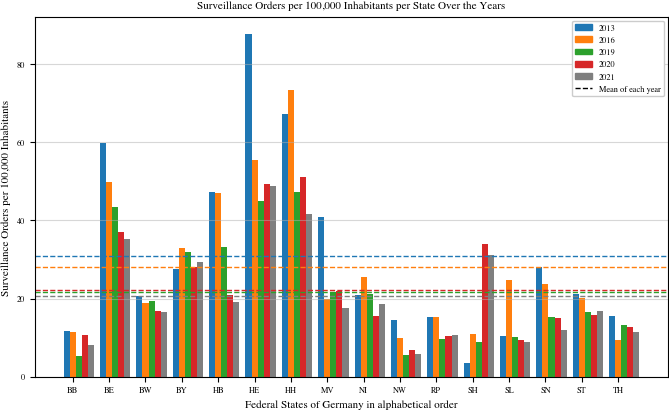 Surveillance Orders per 100,000 Inhabitants per State Over the Years
2013
2016
2019
2020
2021
Mean of each year
Surveillance Orders per 100,000 Inhabitants
80
60
40
20
0
BB BE BW BY HB HE HH MV NI NW RP SH SL SN ST TH
Federal States of Germany in alphabetical order